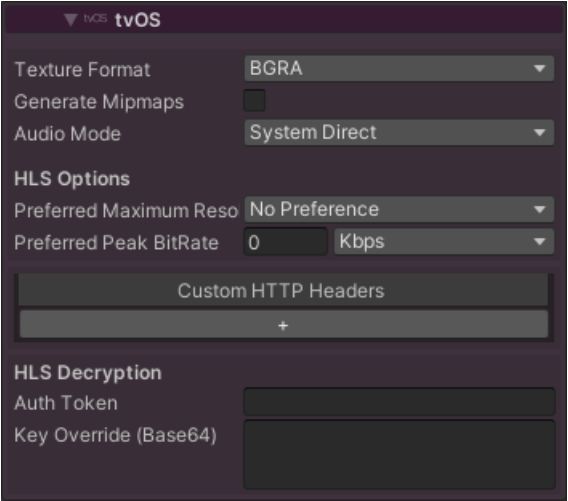 tvOS tvOS
Texture Format BGRA
Generate Mipmaps
Audio Mode System Direct
HLS Options
Preferred Maximum Reso No Preference
Preferred Peak BitRate 0 Kbps
Custom HTTP Headers
+
HLS Decryption
Auth Token
Key Override (Base64)